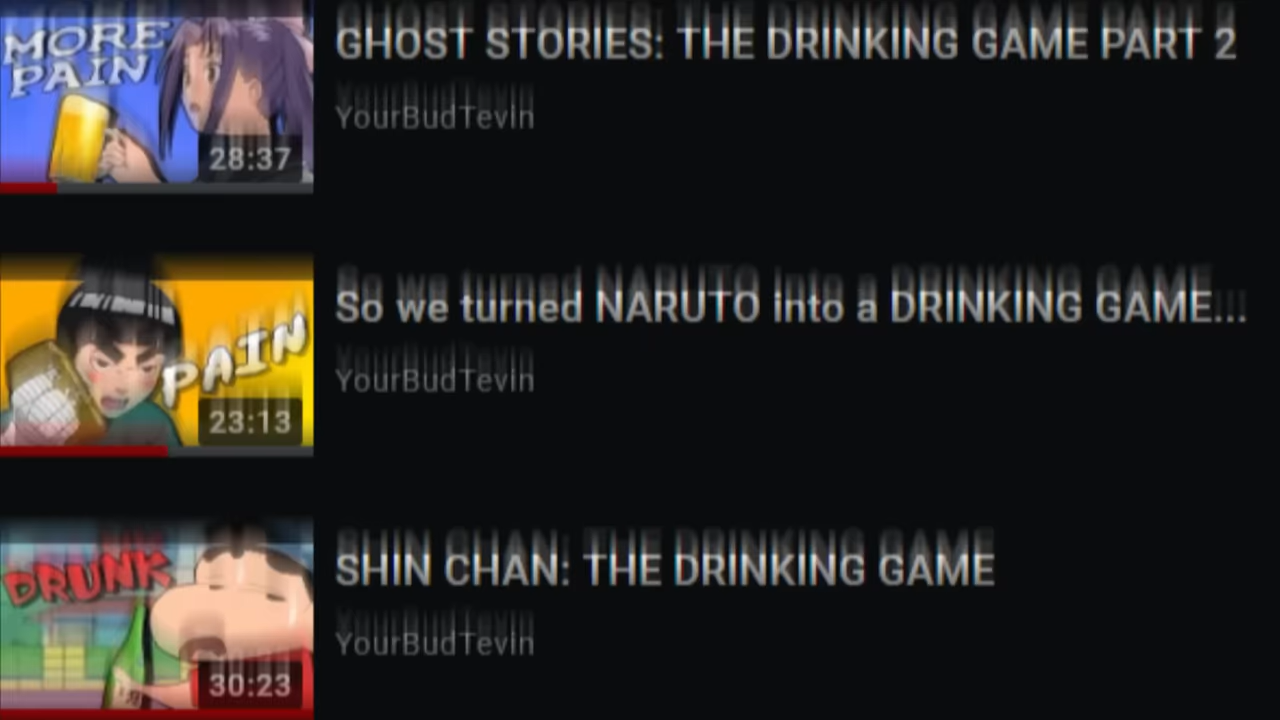 MORE
PAIN
28:37
GHOST STORIES: THE DRINKING GAME PART 2
YourBudTevin
PAIN
23:13
So we turned NARUTO into a DRINKING GAME...
YourBudTevin
DRUNK
30:23
SHIN CHAN: THE DRINKING GAME
YourBudTevin